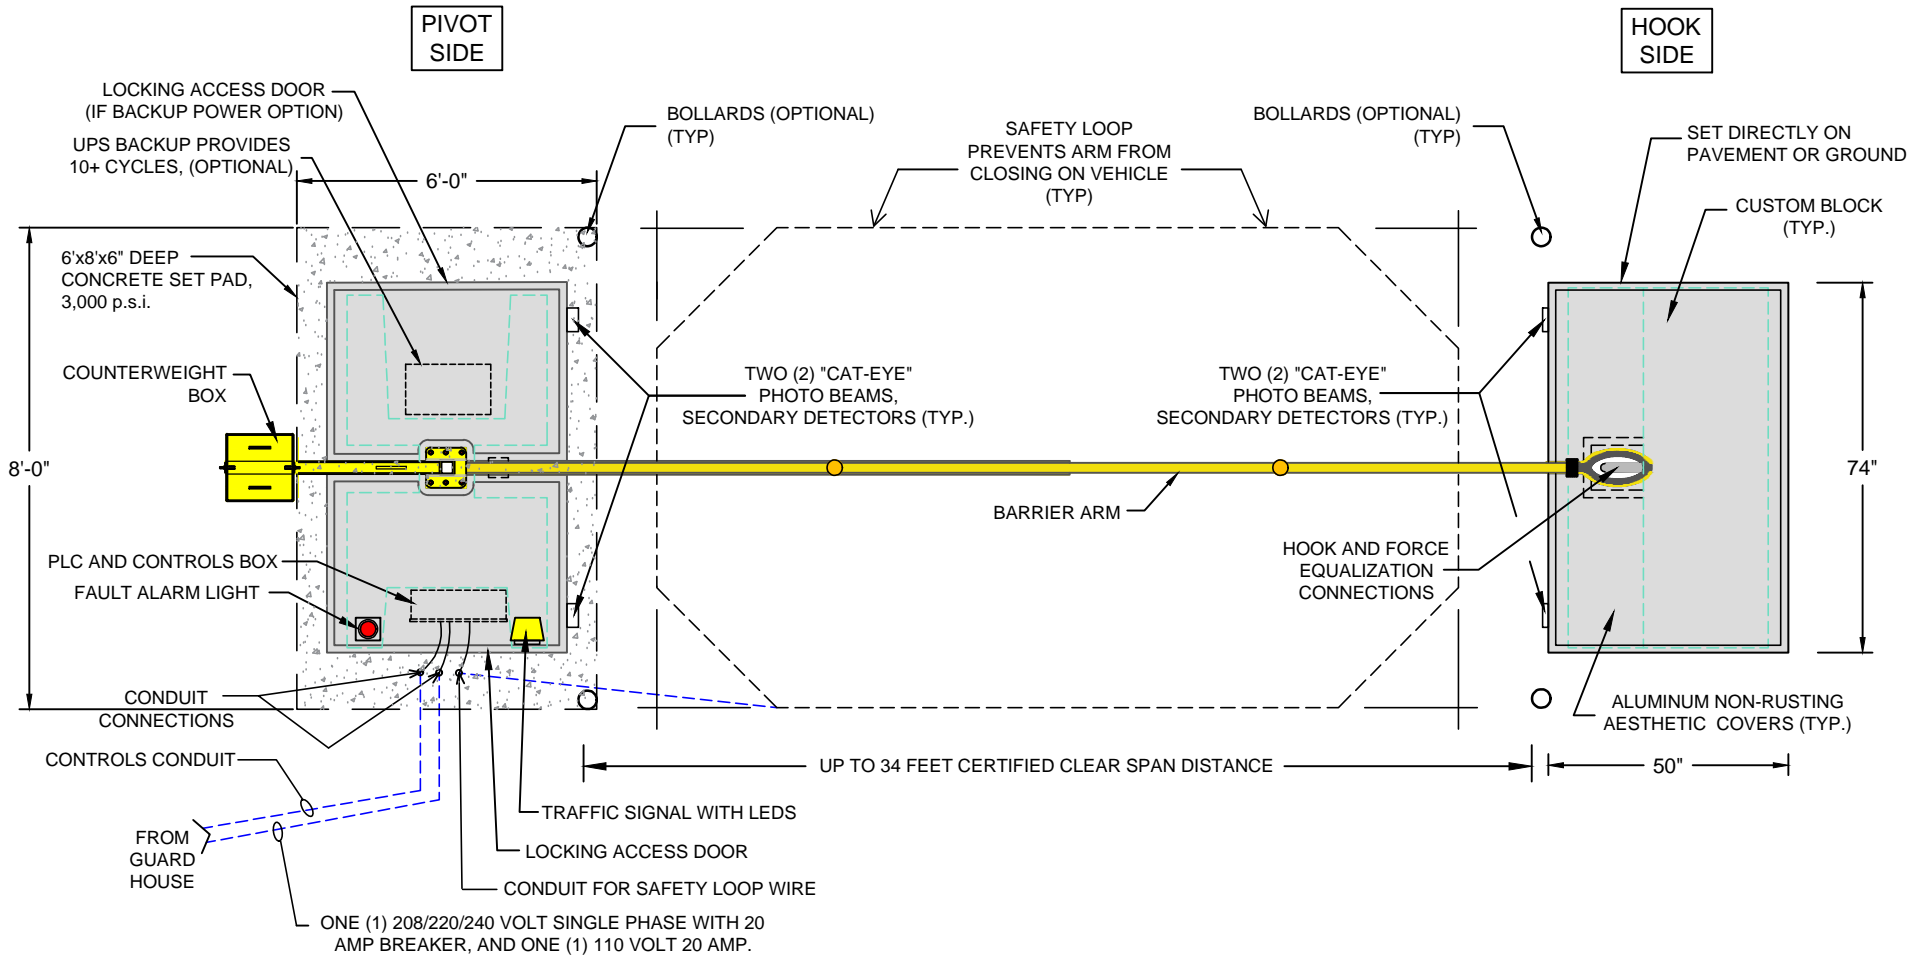 PIVOT
SIDE
HOOK
SIDE
LOCKING ACCESS DOOR
(IF BACKUP POWER OPTION)
UPS BACKUP PROVIDES
10+ CYCLES, (OPTIONAL)
6'-0"
BOLLARDS (OPTIONAL)
(TYP)
SAFETY LOOP
PREVENTS ARM FROM
CLOSING ON VEHICLE
(TYP)
BOLLARDS (OPTIONAL)
(TYP)
SET DIRECTLY ON
PAVEMENT OR GROUND
CUSTOM BLOCK
(TYP.)
6'x8'x6" DEEP
CONCRETE SET PAD,
3,000 p.s.i.
COUNTERWEIGHT
BOX
TWO (2) "CAT-EYE"
PHOTO BEAMS,
SECONDARY DETECTORS (TYP.)
TWO (2) "CAT-EYE"
PHOTO BEAMS,
SECONDARY DETECTORS (TYP.)
8'-0"
74"
BARRIER ARM
PLC AND CONTROLS BOX
FAULT ALARM LIGHT
HOOK AND FORCE
EQUALIZATION
CONNECTIONS
CONDUIT
CONNECTIONS
ALUMINUM NON-RUSTING
AESTHETIC COVERS (TYP.)
CONTROLS CONDUIT
UP TO 34 FEET CERTIFIED CLEAR SPAN DISTANCE
50"
TRAFFIC SIGNAL WITH LEDS
FROM
GUARD
HOUSE
LOCKING ACCESS DOOR
CONDUIT FOR SAFETY LOOP WIRE
ONE (1) 208/220/240 VOLT SINGLE PHASE WITH 20
AMP BREAKER, AND ONE (1) 110 VOLT 20 AMP.